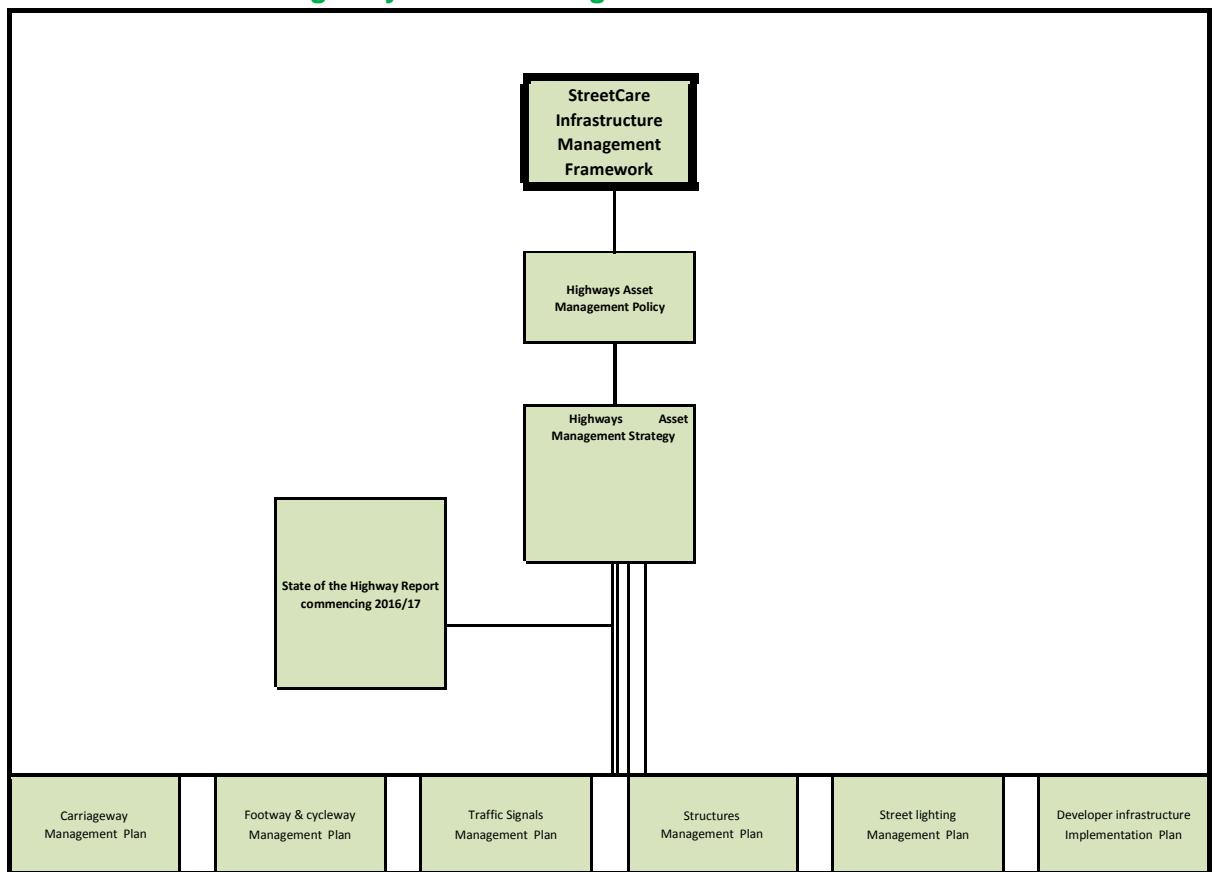 StreetCare
Infrastructure
Management
Framework
Highways Asset
Management Policy
Highways Asset
Management Strategy
State of the Highway Report
commencing 2016/17
Carriageway
Management Plan
Footway & cycleway
Management Plan
Traffic Signals
Management Plan
Structures
Management Plan
Street lighting
Management Plan
Developer infrastructure
Implementation Plan